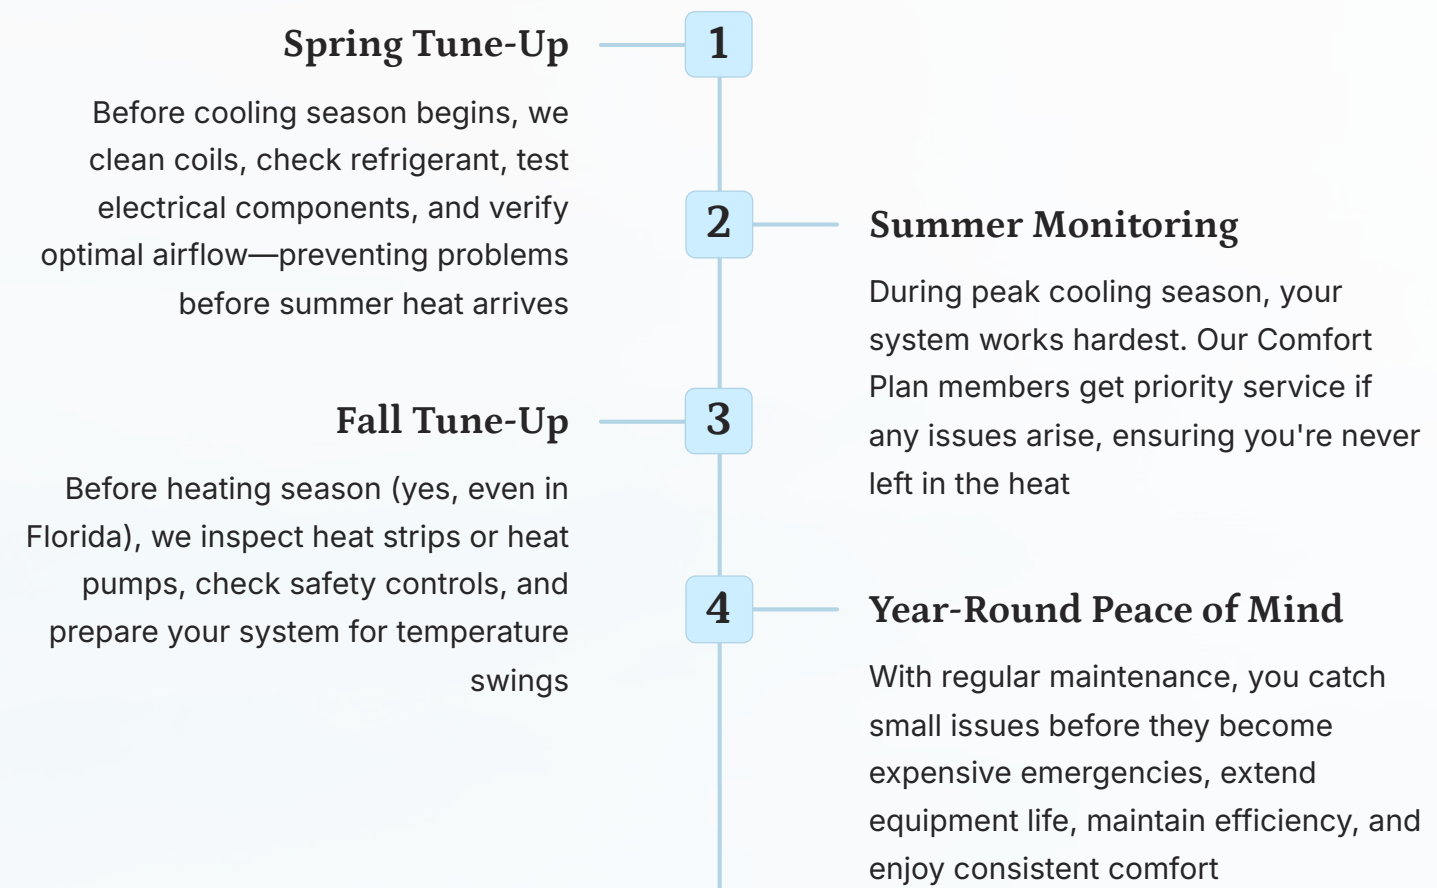 Spring Tune-Up
1
Before cooling season begins, we
clean coils, check refrigerant, test
electrical components, and verify
optimal airflow—preventing problems
before summer heat arrives
2
Summer Monitoring
During peak cooling season, your
system works hardest. Our Comfort
Plan members get priority service if
any issues arise, ensuring you're never
left in the heat
Fall Tune-Up
3
Before heating season (yes, even in
Florida), we inspect heat strips or heat
pumps, check safety controls, and
prepare your system for temperature
swings
4
Year-Round Peace of Mind
With regular maintenance, you catch
small issues before they become
expensive emergencies, extend
equipment life, maintain efficiency, and
enjoy consistent comfort